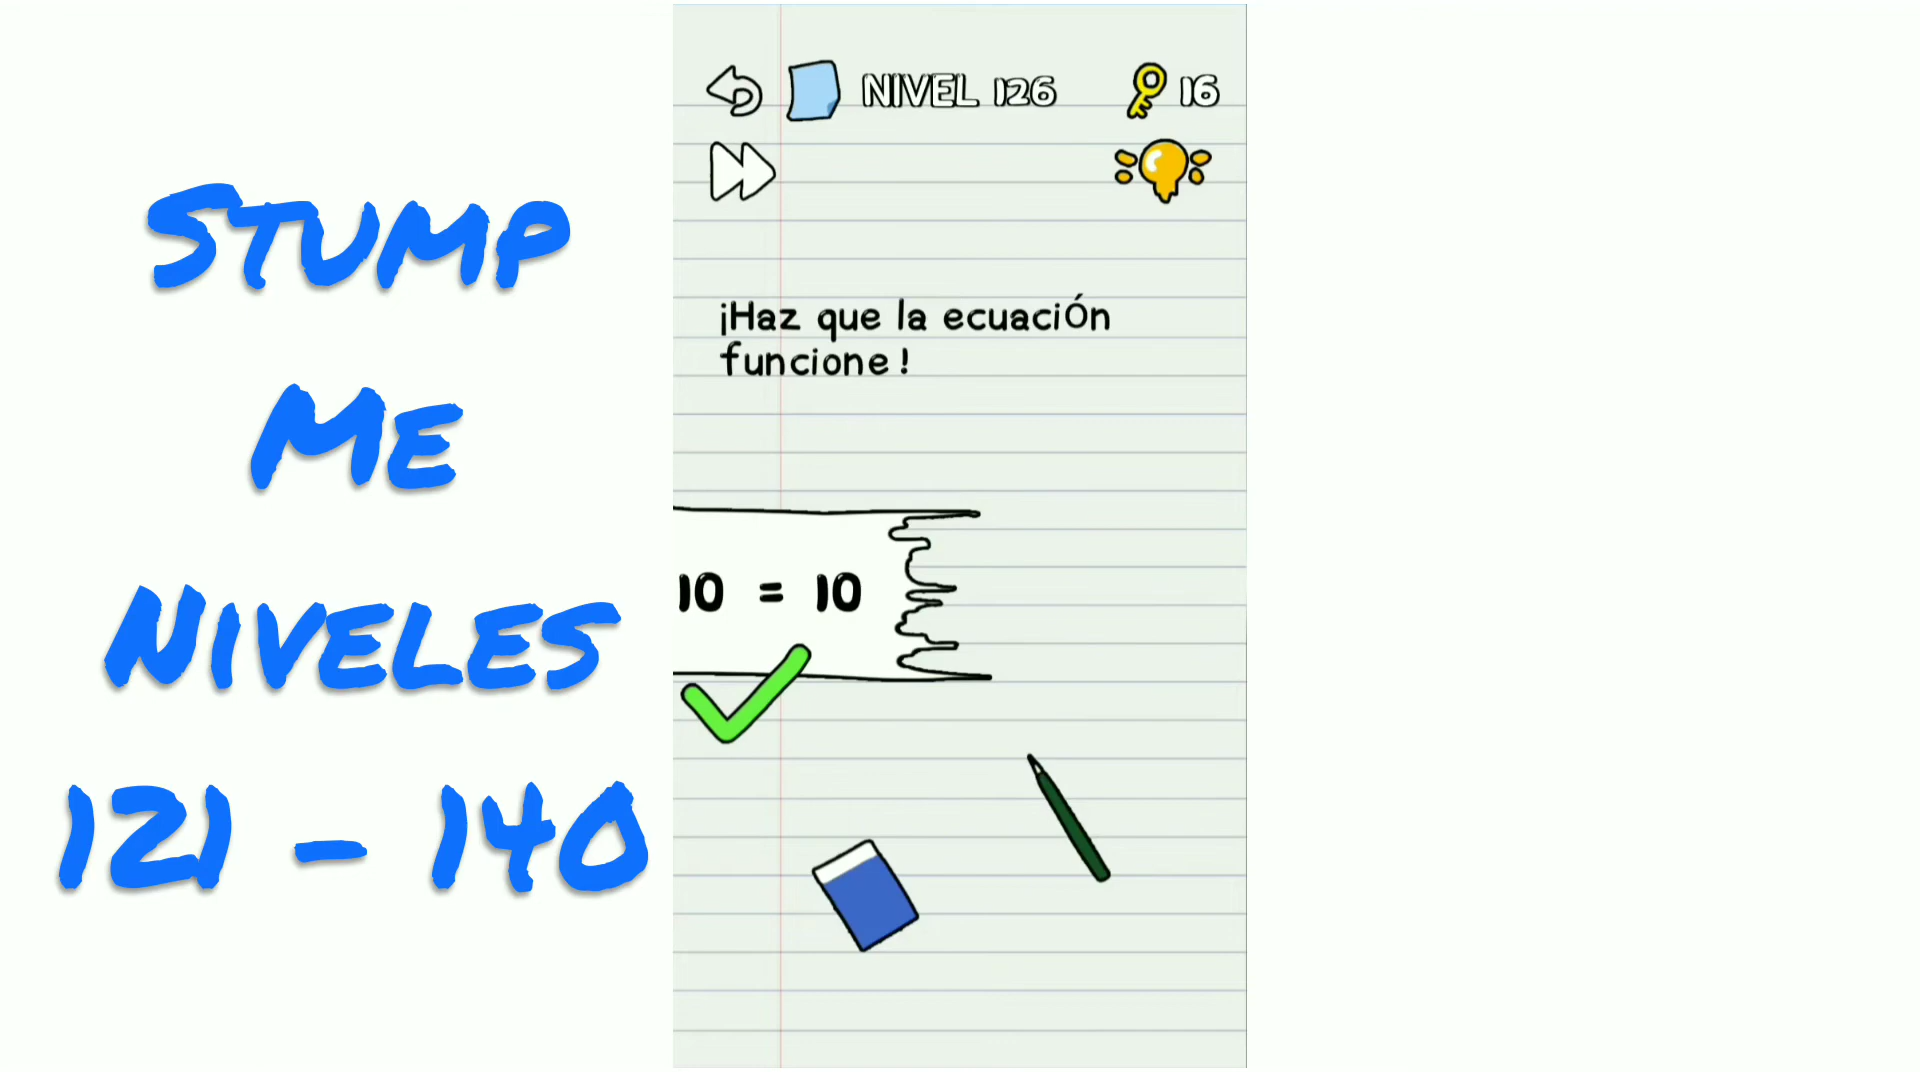 STUMP
ME
NIVELES
121 - 140
NIVEL 126
16
¡Haz que la ecuación
funcione!
10 = 10